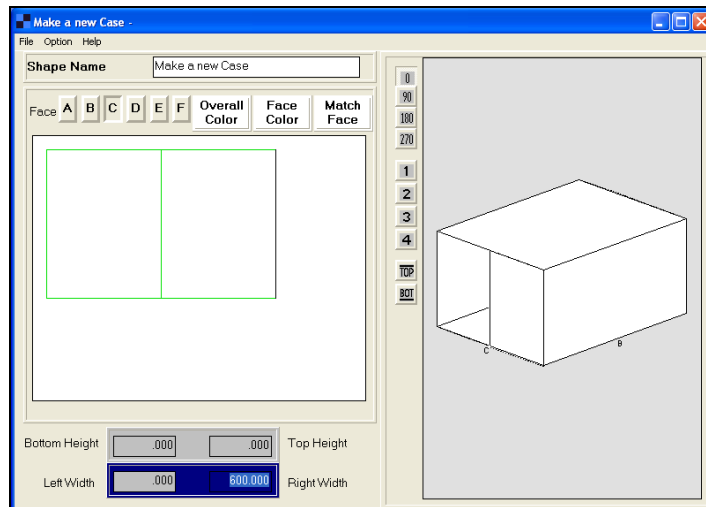 Make a new Case -
File Option Help
Shape Name Make a new Case
Face A B C D E F Overall Color Face Color Match Face
0
90
180
270
1
2
3
4
TOP
BOT
C
B
Bottom Height .000 .000 Top Height
Left Width .000 600.000 Right Width